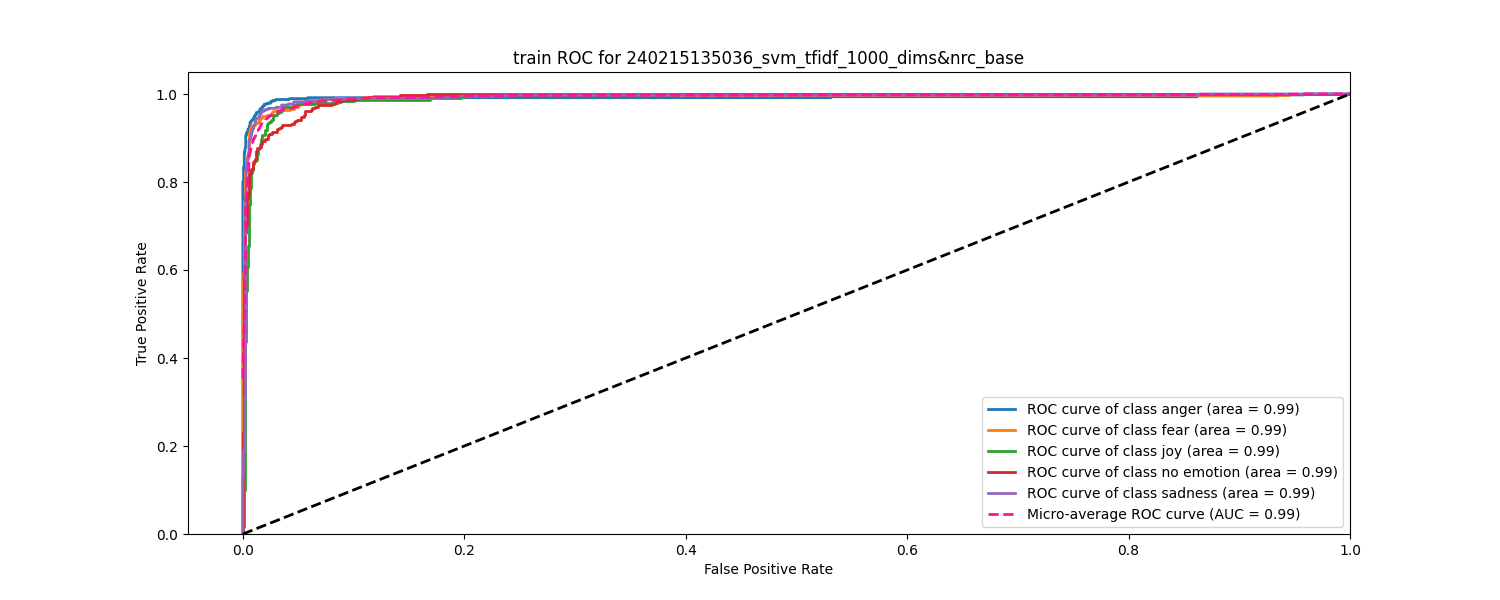 train ROC for 240215135036_svm_tfidf_1000_dims&nrc_base
True Positive Rate
1.0
0.8
0.6
0.4
0.2
0.0
ROC curve of class anger (area = 0.99)
ROC curve of class fear (area = 0.99)
ROC curve of class joy (area = 0.99)
ROC curve of class no emotion (area = 0.99)
ROC curve of class sadness (area = 0.99)
Micro-average ROC curve (AUC = 0.99)
0.0 0.2 0.4 0.6 0.8 1.0
False Positive Rate